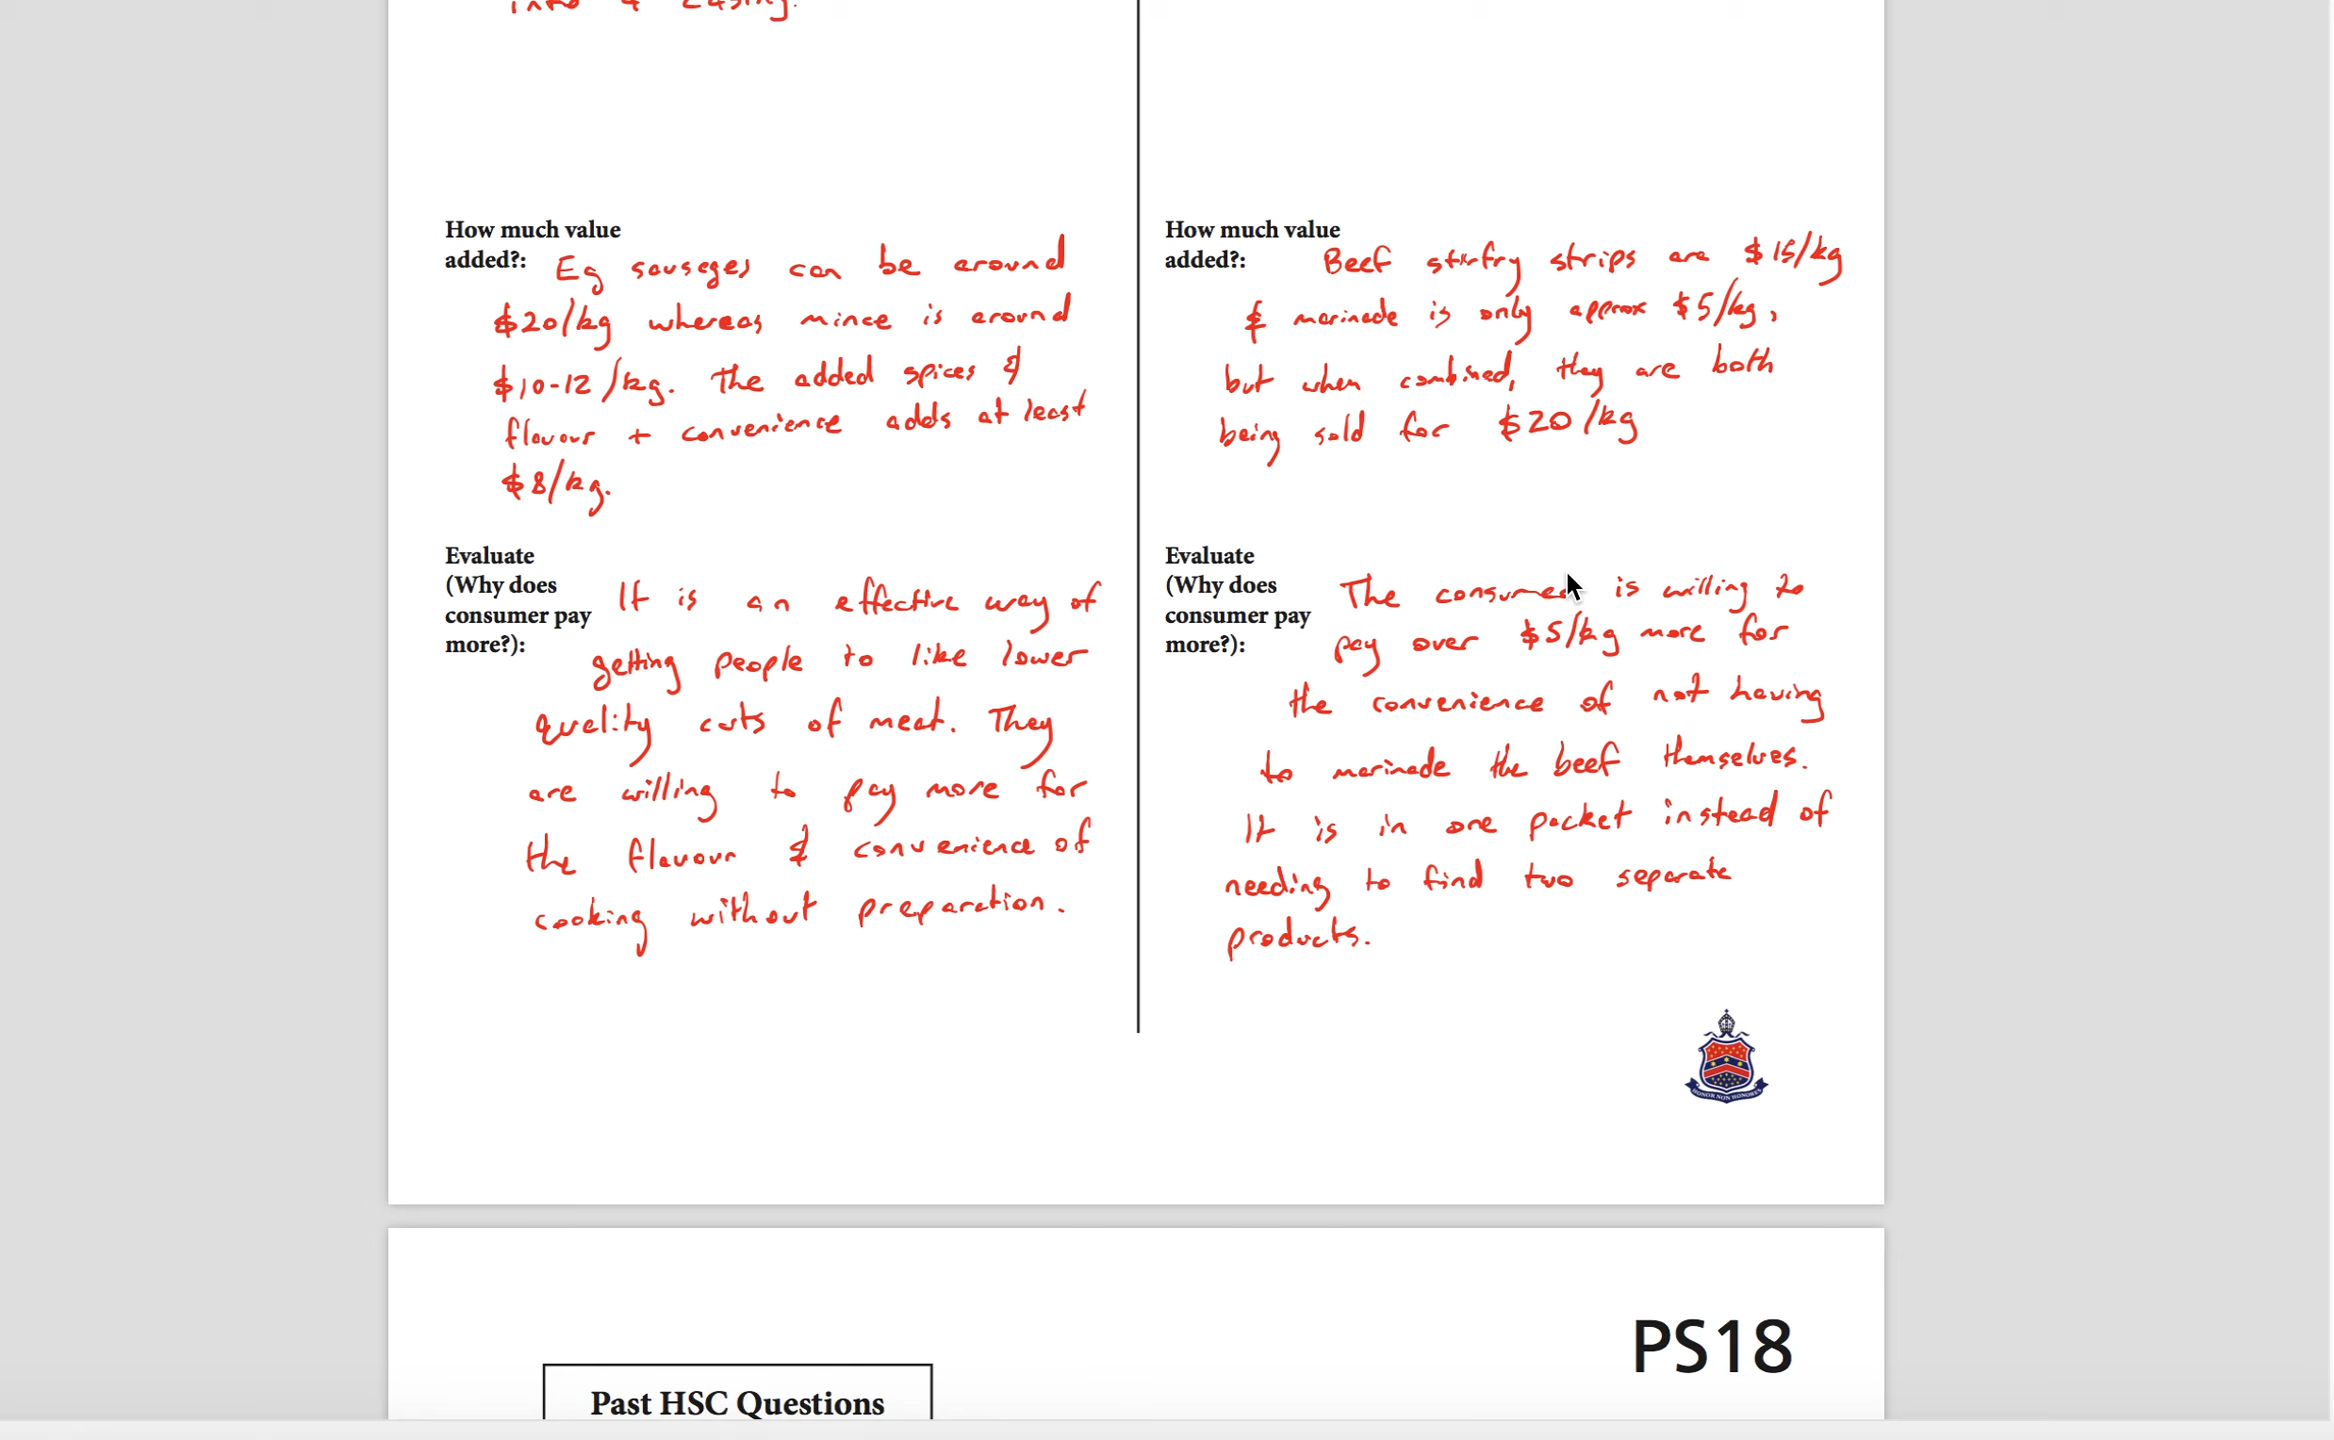 into a casing.
How much value
added?: Eg sausages can be around
$20/kg whereas mince is around
$10-12/kg. The added spices &
flavour + convenience adds at least
$8/kg.
Evaluate
(Why does
consumer pay
more?):
It is an effective way of
getting people to like lower
quality cuts of meat. They
are willing to pay more for
the flavour & convenience of
cooking without preparation.
How much value
added?: Beef stirfry strips are $15/kg
& marinade is only approx $5/kg,
but when combined, they are both
being sold for $20/kg
Evaluate
(Why does
consumer pay
more?):
The consumer is willing to
pay over $5/kg more for
the convenience of not having
to marinade the beef themselves.
It is in one packet instead of
needing to find two separate
products.
HONOR NON HONORES
PS18
Past HSC Questions